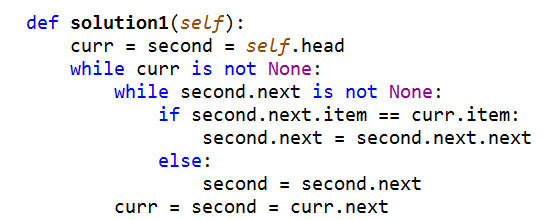 def solution1(self):
    curr = second = self.head
    while curr is not None:
        while second.next is not None:
            if second.next.item == curr.item:
                second.next = second.next.next
            else:
                second = second.next
        curr = second = curr.next